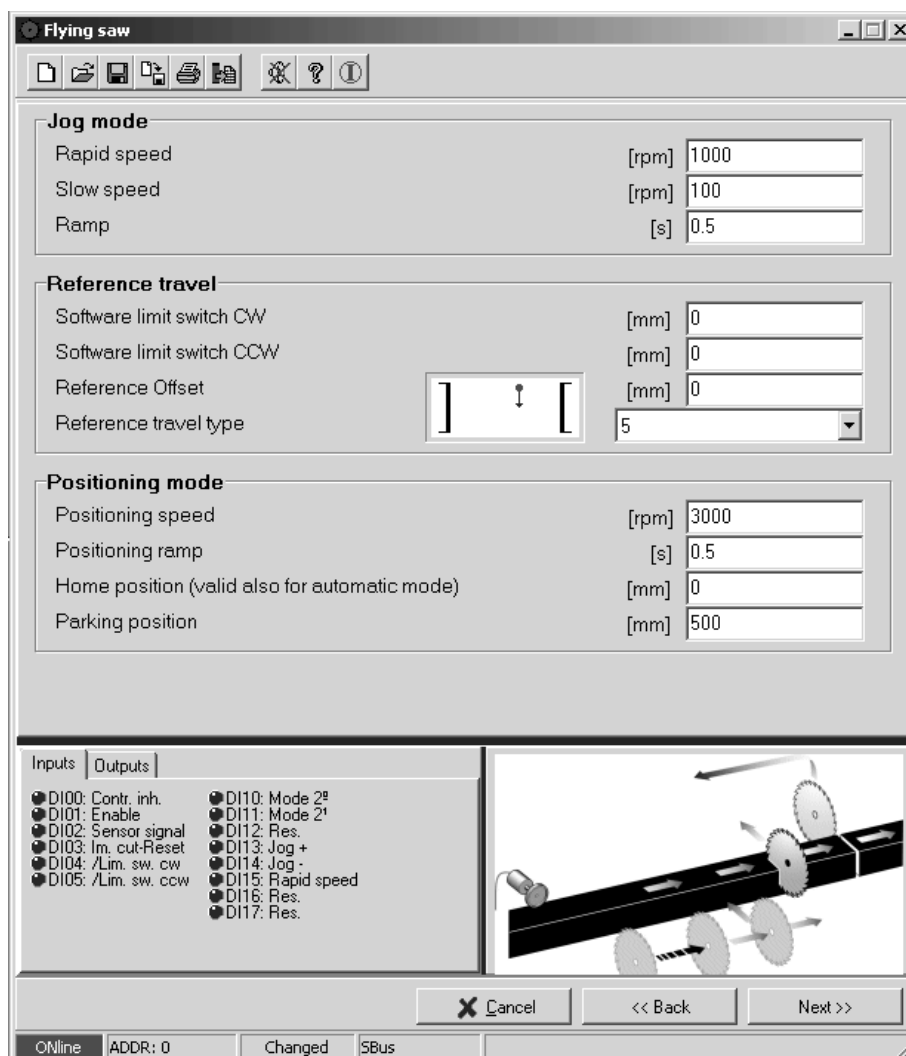 Flying saw
Jog mode
Rapid speed [rpm] 1000
Slow speed [rpm] 100
Ramp [s] 0.5
Reference travel
Software limit switch CW [mm] 0
Software limit switch CCW [mm] 0
Reference Offset [mm] 0
Reference travel type 5
Positioning mode
Positioning speed [rpm] 3000
Positioning ramp [s] 0.5
Home position (valid also for automatic mode) [mm] 0
Parking position [mm] 500
Inputs Outputs
DI00: Contr. inh. DI10: Mode 2º
DI01: Enable DI11: Mode 2¹
DI02: Sensor signal DI12: Res.
DI03: Im. cut-Reset DI13: Jog +
DI04: /Lim. sw. cw DI14: Jog -
DI05: /Lim. sw. ccw DI15: Rapid speed
DI16: Res.
DI17: Res.
Cancel << Back Next >>
ONline ADDR: 0 Changed SBus